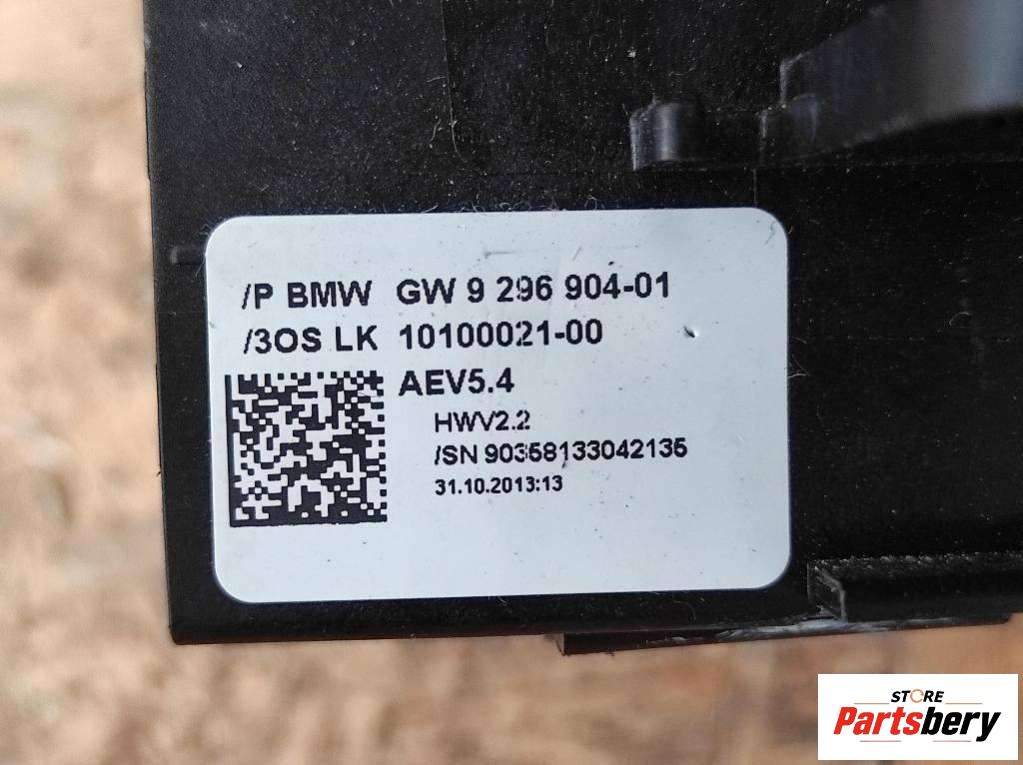 /P BMW GW 9 296 904-01
/3OS LK 10100021-00
AEV5.4
HWV2.2
/SN 90358133042135
31.10.2013:13
STORE
Partsbery